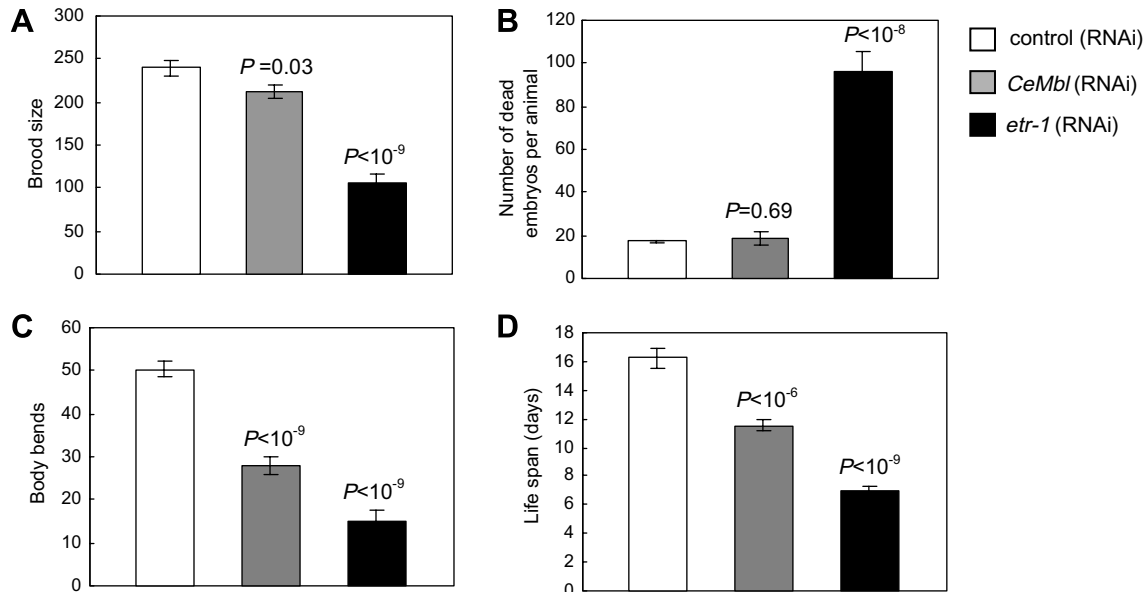 A
Brood size
300
250
200
150
100
50
0
P =0.03
P<10⁻⁹
B
Number of dead
embryos per animal
120
100
80
60
40
20
0
P=0.69
P<10⁻⁸
control (RNAi)
CeMbl (RNAi)
etr-1 (RNAi)
C
Body bends
60
50
40
30
20
10
0
P<10⁻⁹
P<10⁻⁹
D
Life span (days)
18
16
14
12
10
8
6
4
2
0
P<10⁻⁶
P<10⁻⁹